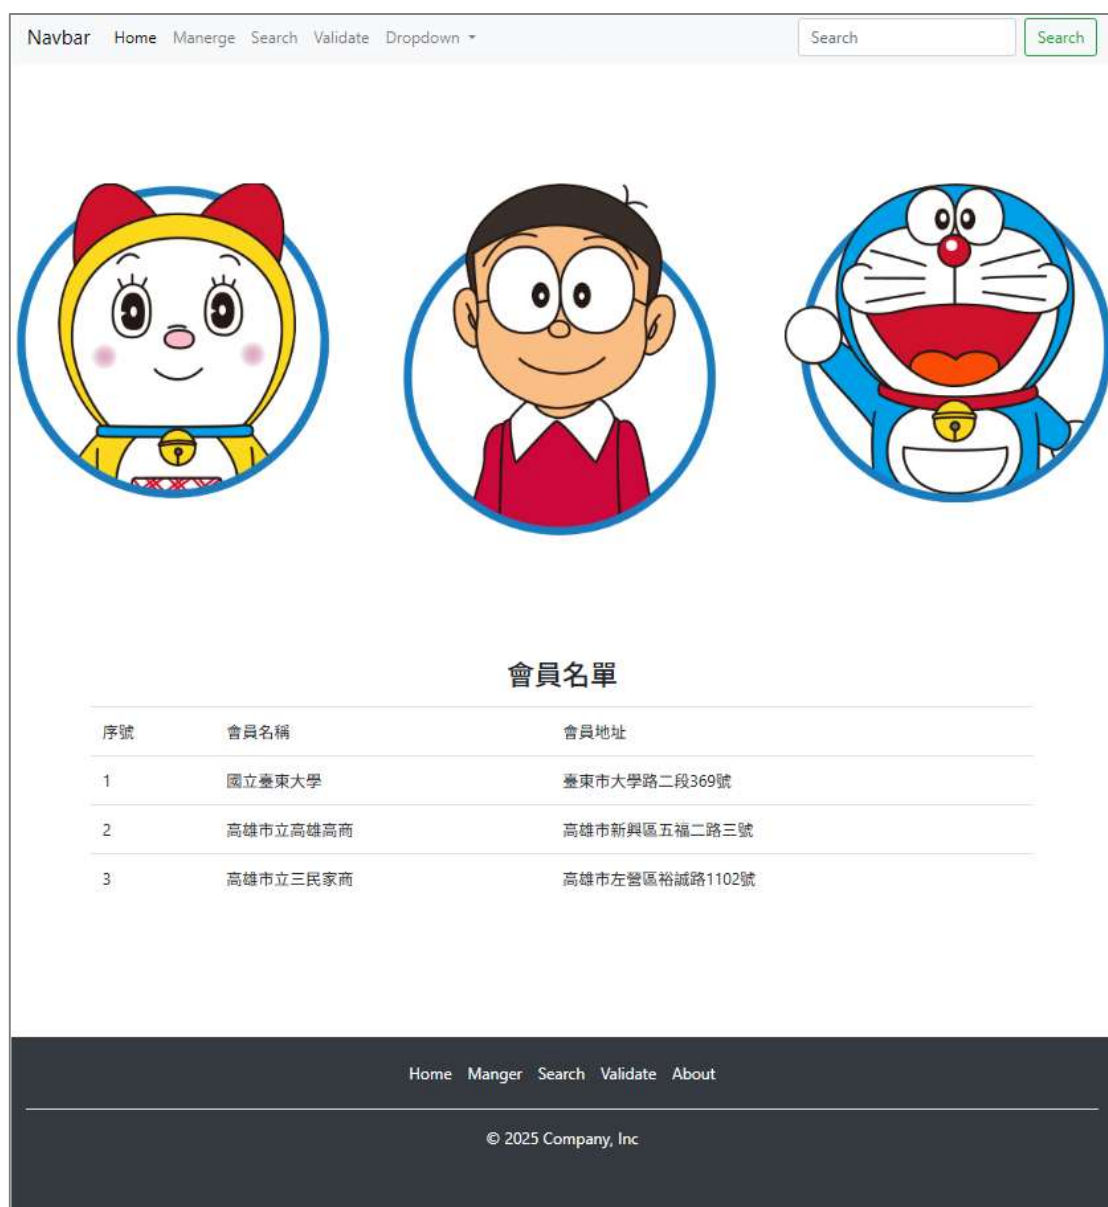 Navbar Home Manerge Search Validate Dropdown Search Search
會員名單
序號 會員名稱 會員地址
1 國立臺東大學 臺東市大學路二段369號
2 高雄市立高雄高商 高雄市新興區五福二路三號
3 高雄市立三民家商 高雄市左營區裕誠路1102號
Home Manger Search Validate About
© 2025 Company, Inc